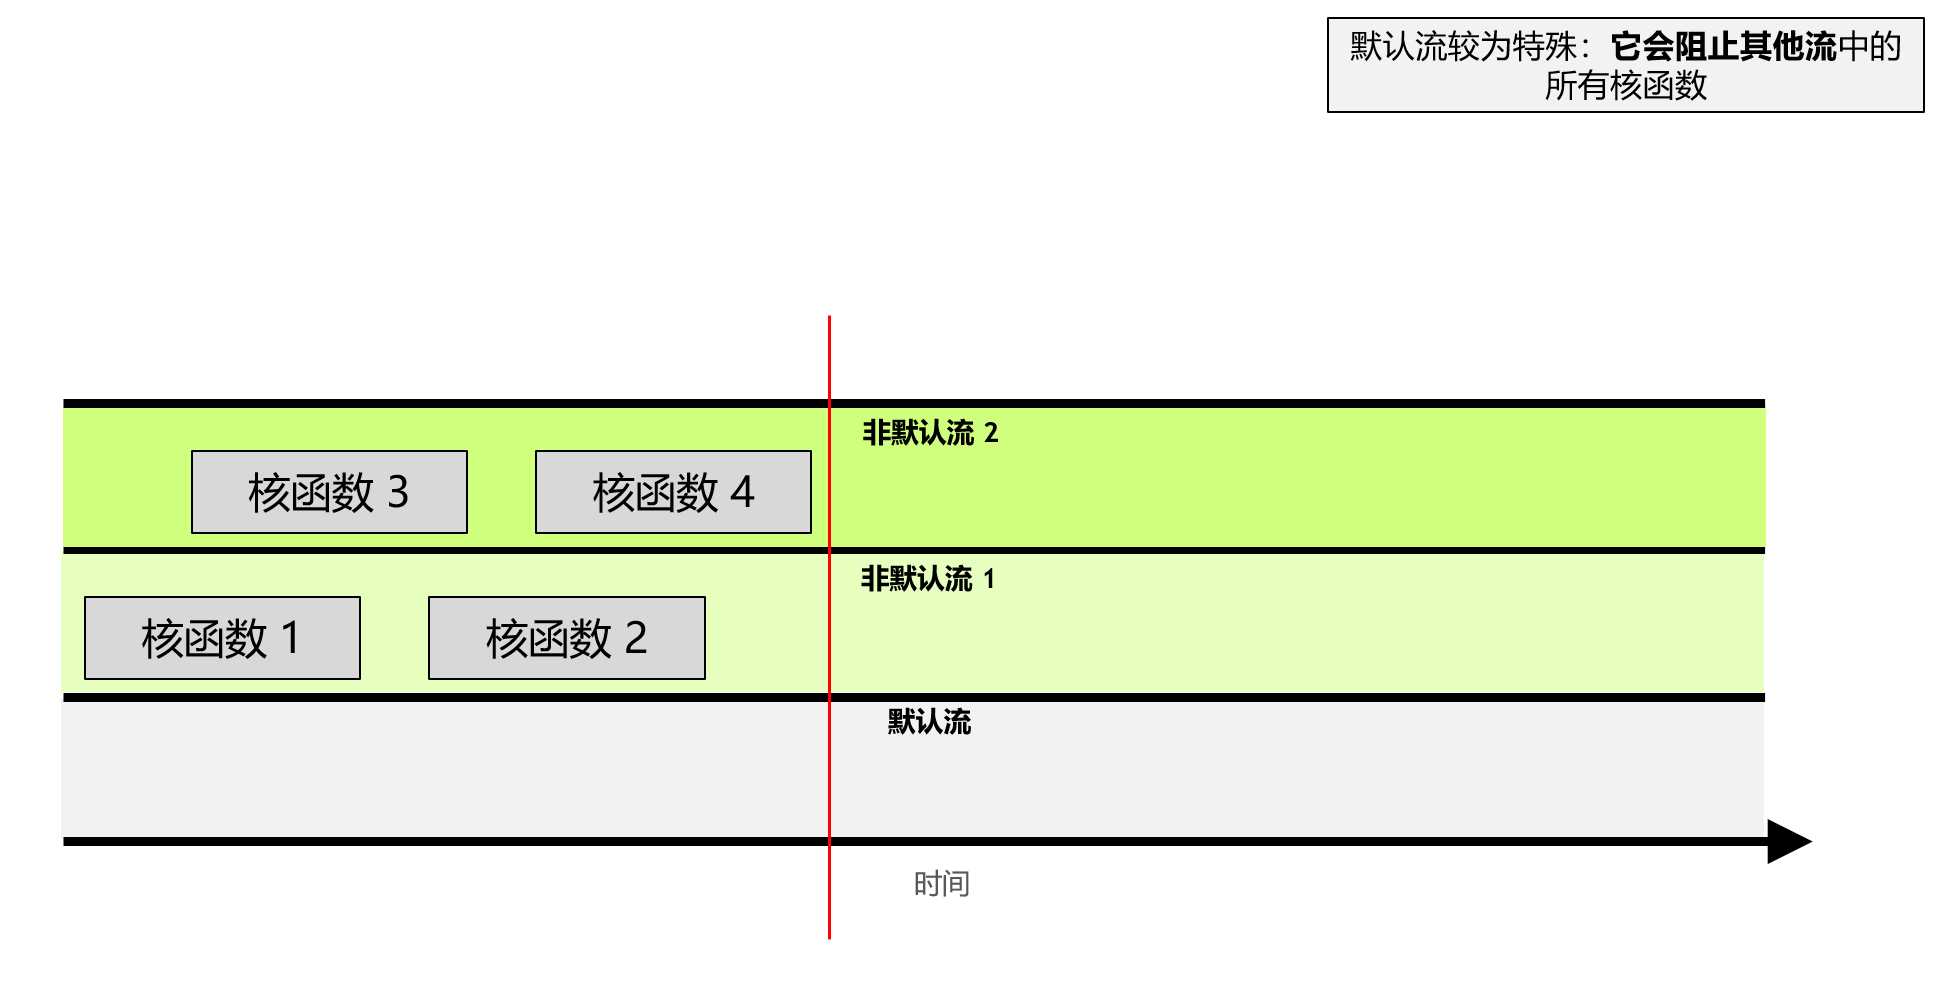 默认流较为特殊：它会阻止其他流中的
所有核函数
非默认流 2
核函数 3
核函数 4
非默认流 1
核函数 1
核函数 2
默认流
时间